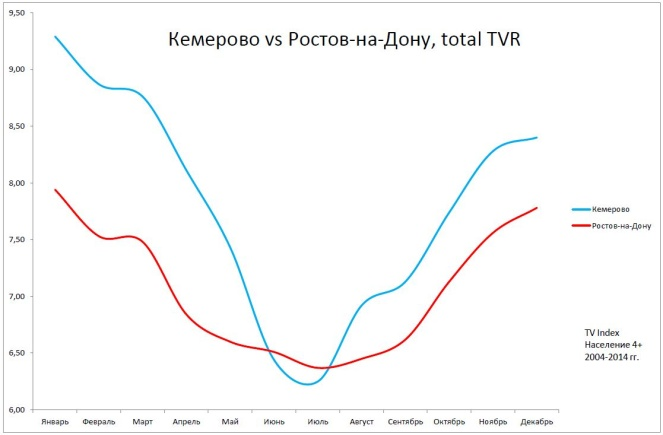 Кемерово vs Ростов-на-Дону, total TVR
9,50
9,00
8,50
8,00
7,50
7,00
6,50
6,00
Январь Февраль Март Апрель Май Июнь Июль Август Сентябрь Октябрь Ноябрь Декабрь
Кемерово
Ростов-на-Дону
TV Index
Население 4+
2004-2014 гг.